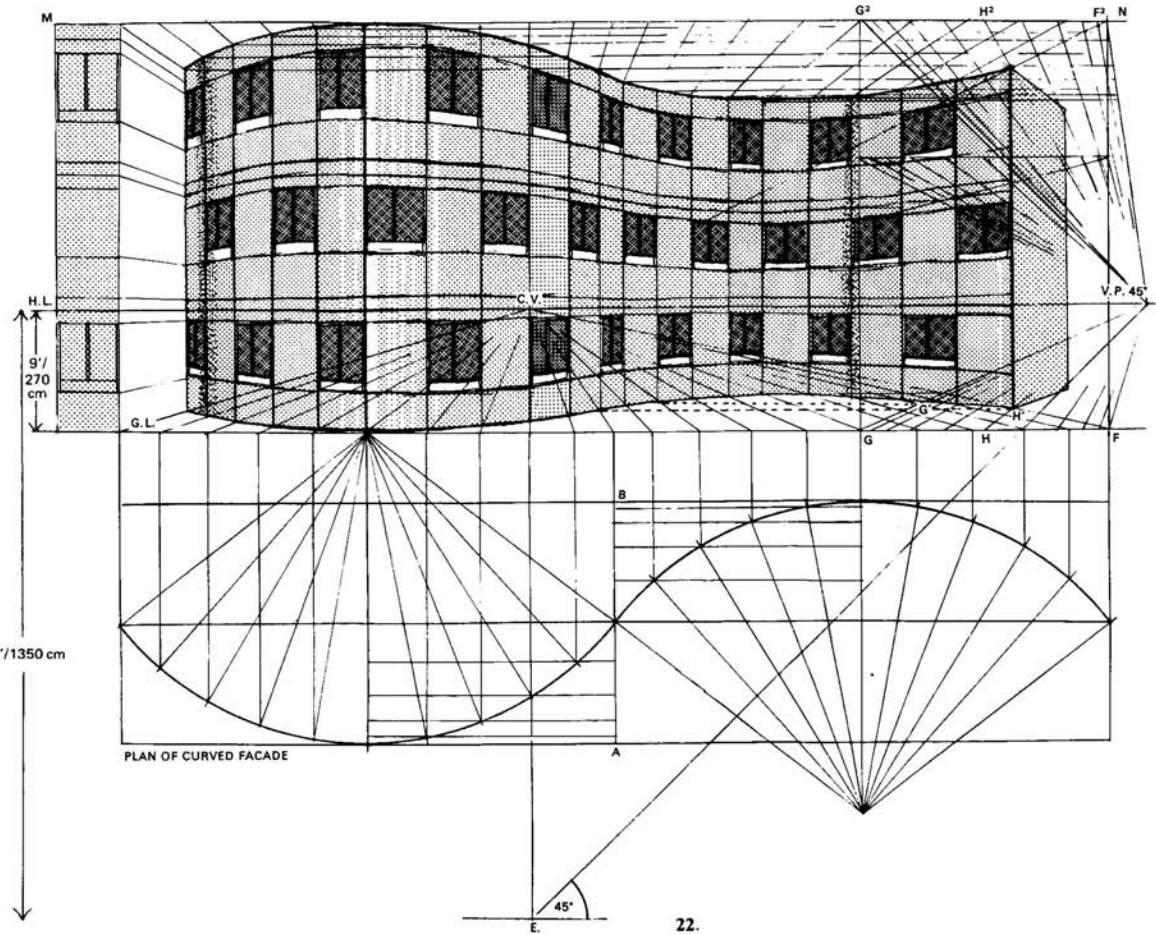 M
G²
H²
F²
N
H.L.
C.V.
V.P. 45°
9'/
270
cm
G.L.
G'
H'
G
H
F
B
'/1350 cm
PLAN OF CURVED FACADE
A
45°
E.
22.